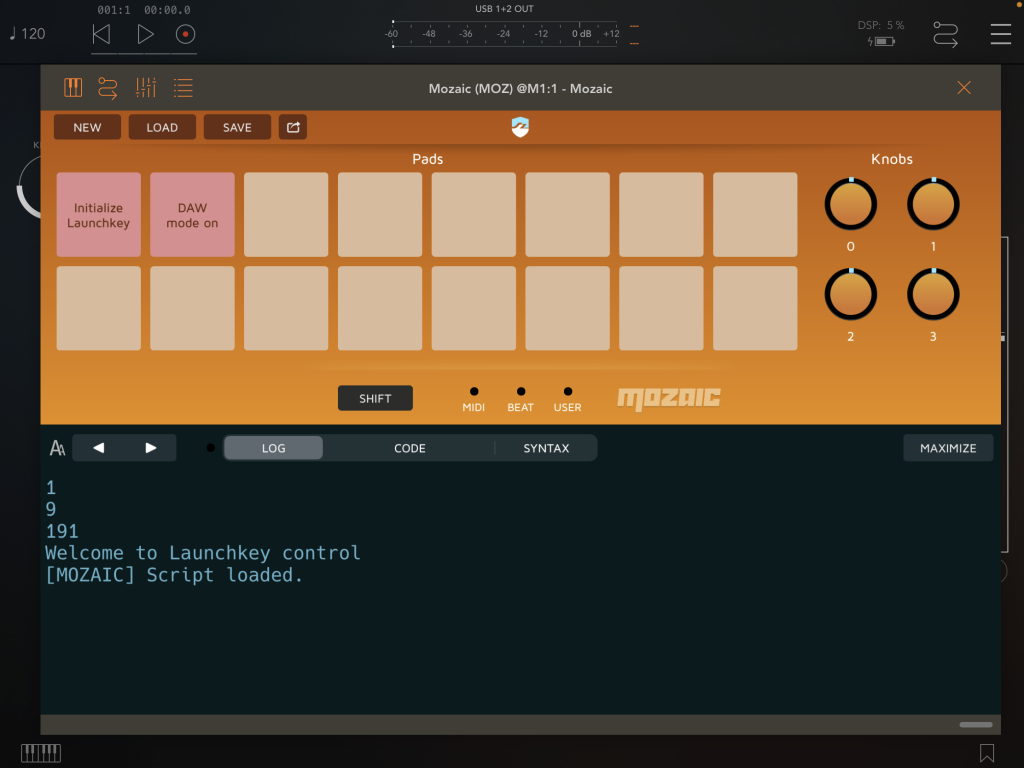 001:1 00:00.0
USB 1+2 OUT
120
-60 -48 -36 -24 -12 0 dB +12
DSP: 5 %
Mozaic (MOZ) @M1:1 - Mozaic
NEW LOAD SAVE
K
Pads
Knobs
Initialize
Launchkey
DAW
mode on
0 1
2 3
SHIFT
MIDI BEAT USER
mozaic
AA
LOG CODE SYNTAX
MAXIMIZE
1
9
191
Welcome to Launchkey control
[MOZAIC] Script loaded.